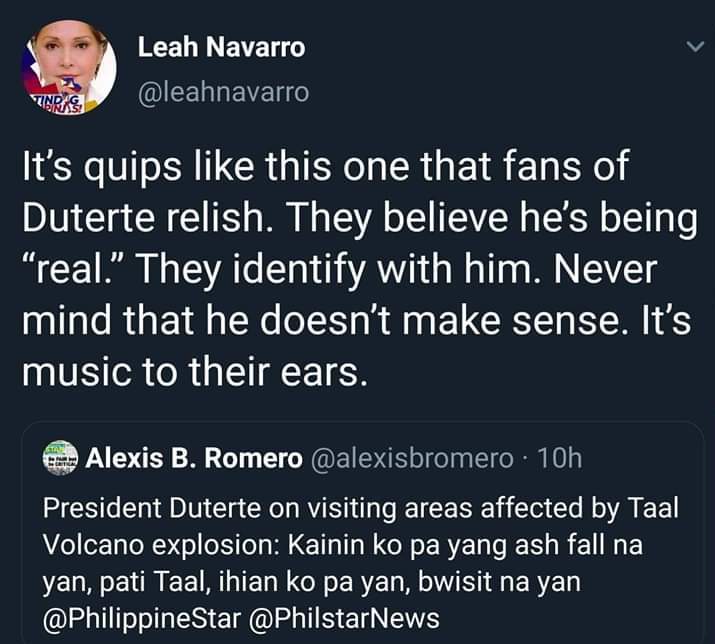 Leah Navarro
@leahnavarro
TINDIG
PINAS!
It’s quips like this one that fans of
Duterte relish. They believe he’s being
“real.” They identify with him. Never
mind that he doesn’t make sense. It’s
music to their ears.
Alexis B. Romero @alexisbromero · 10h
President Duterte on visiting areas affected by Taal
Volcano explosion: Kainin ko pa yang ash fall na
yan, pati Taal, ihian ko pa yan, bwisit na yan
@PhilippineStar @PhilstarNews